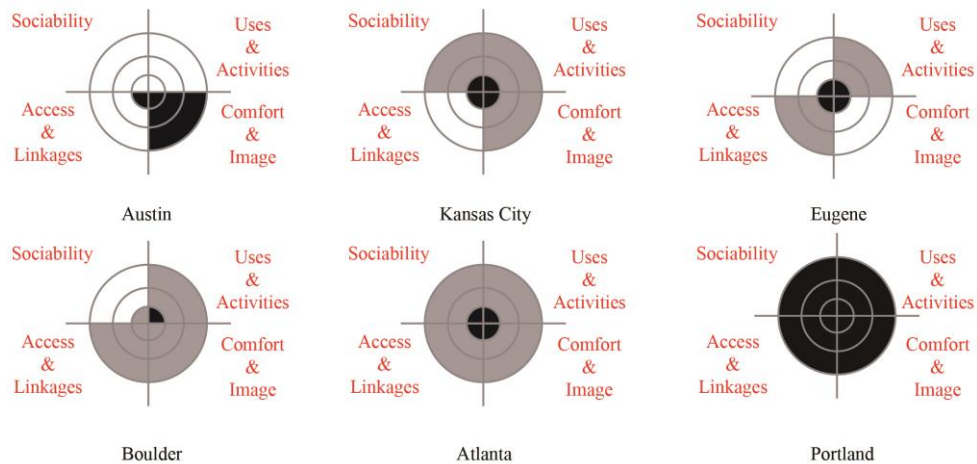 Sociability
Uses
&
Activities
Access
&
Linkages
Comfort
&
Image
Austin
Sociability
Uses
&
Activities
Access
&
Linkages
Comfort
&
Image
Kansas City
Sociability
Uses
&
Activities
Access
&
Linkages
Comfort
&
Image
Eugene
Sociability
Uses
&
Activities
Access
&
Linkages
Comfort
&
Image
Boulder
Sociability
Uses
&
Activities
Access
&
Linkages
Comfort
&
Image
Atlanta
Sociability
Uses
&
Activities
Access
&
Linkages
Comfort
&
Image
Portland